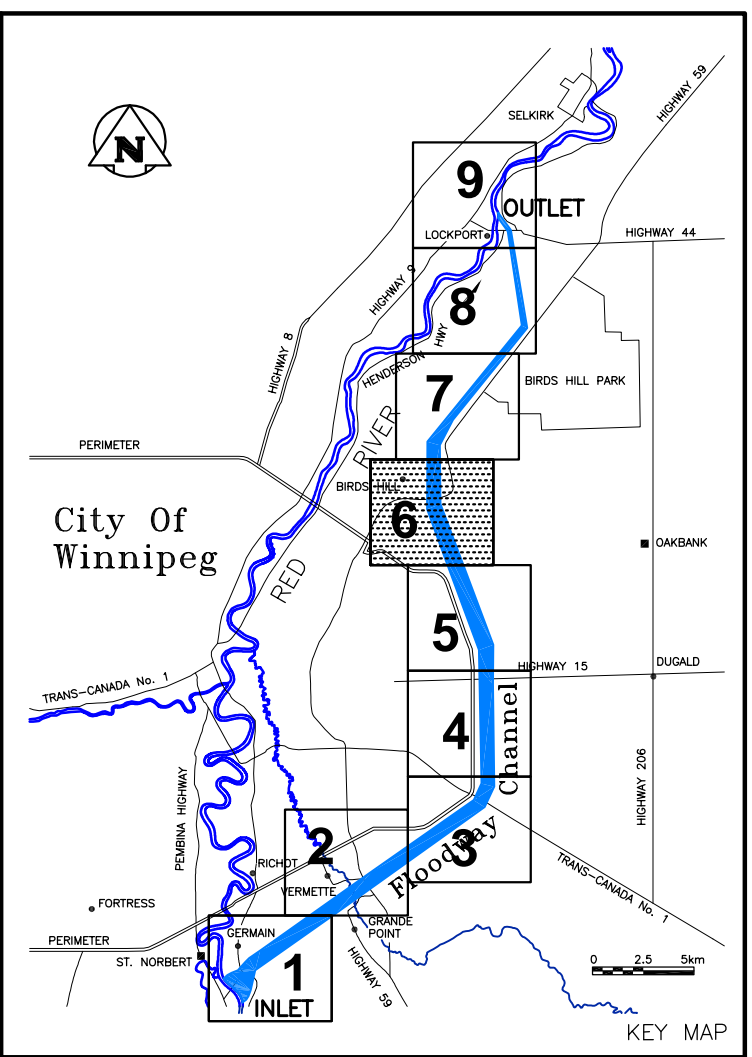 SELKIRK
HIGHWAY 59
N
9
OUTLET
LOCKPORT
HIGHWAY 44
HIGHWAY 9
8
HWY
HENDERSON
HIGHWAY 8
7
BIRDS HILL PARK
PERIMETER
RIVER
BIRDS HILL
6
City Of
Winnipeg
OAKBANK
RED
5
HIGHWAY 15
DUGALD
TRANS-CANADA No. 1
4
Channel
HIGHWAY 206
PEMBINA HIGHWAY
2
3
Floodway
RICHOT
VERMETTE
TRANS-CANADA No. 1
FORTRESS
GRANDE
POINT
PERIMETER
GERMAIN
ST. NORBERT
HIGHWAY 59
1
INLET
0 2.5 5km
KEY MAP